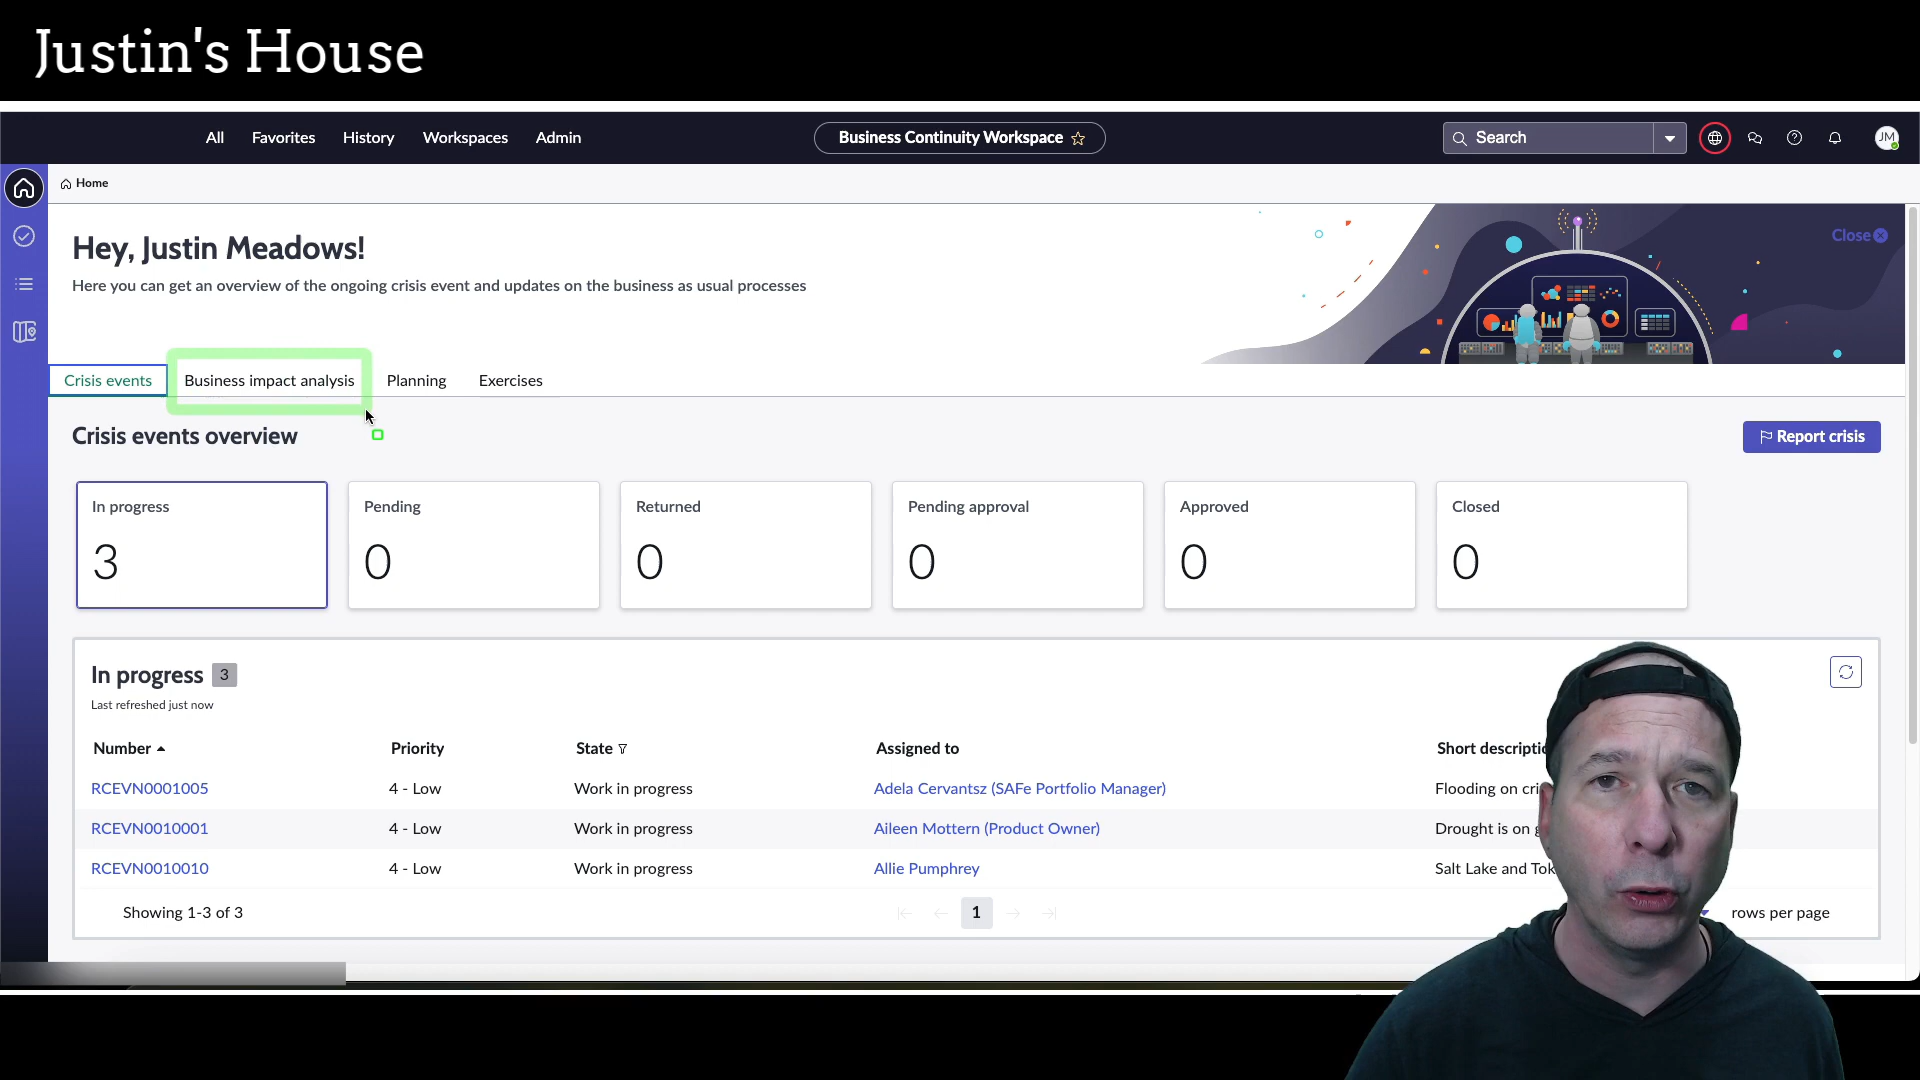 Justin's House
All Favorites History Workspaces Admin Business Continuity Workspace Search JM
Home
Hey, Justin Meadows!
Close
Here you can get an overview of the ongoing crisis event and updates on the business as usual processes
Crisis events Business impact analysis Planning Exercises
Crisis events overview
Report crisis
In progress Pending Returned Pending approval Approved Closed
3 0 0 0 0 0
In progress 3
Last refreshed just now
Number Priority State Assigned to Short
RCEVN0001005 4 - Low Work in progress Adela Cervantsz (SAFe Portfolio Manager) Flooding on
RCEVN0010001 4 - Low Work in progress Aileen Mottern (Product Owner) Drought is on
RCEVN0010010 4 - Low Work in progress Allie Pumphrey Salt Lake and
Showing 1-3 of 3 1 rows per page